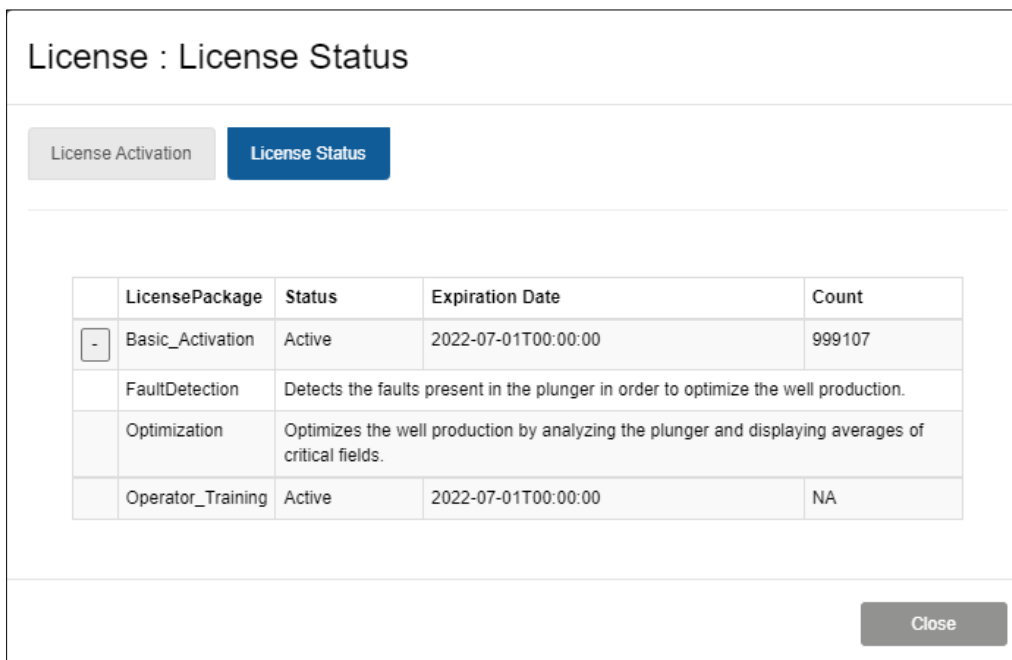 License : License Status
License Activation
License Status
LicensePackage Status Expiration Date Count
- Basic_Activation Active 2022-07-01T00:00:00 999107
FaultDetection Detects the faults present in the plunger in order to optimize the well production.
Optimization Optimizes the well production by analyzing the plunger and displaying averages of
critical fields.
Operator_Training Active 2022-07-01T00:00:00 NA
Close